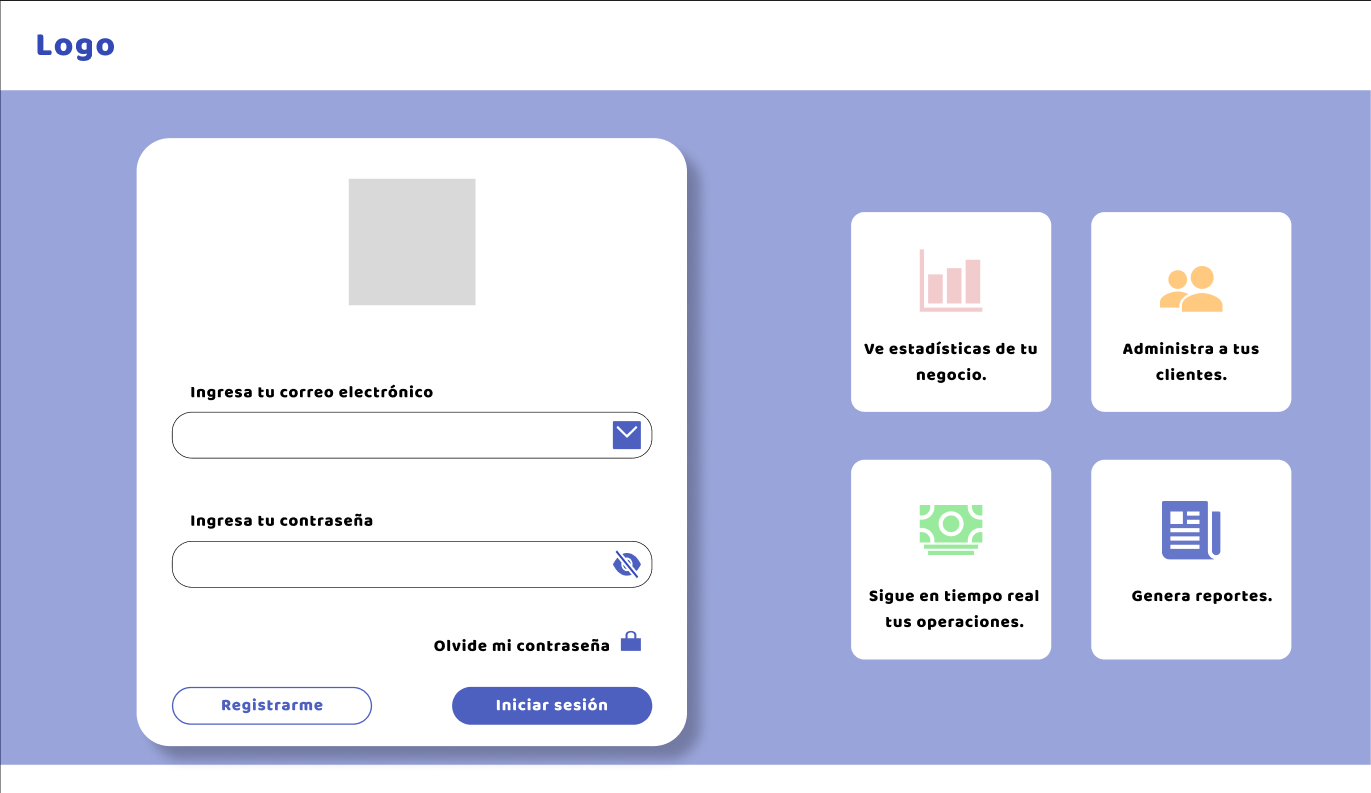 Logo
Ingresa tu correo electrónico
Ingresa tu contraseña
Olvide mi contraseña
Registrarme
Iniciar sesión
Ve estadísticas de tu
negocio.
Administra a tus
clientes.
Sigue en tiempo real
tus operaciones.
Genera reportes.